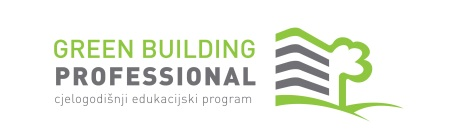 GREEN BUILDING
PROFESSIONAL
cjelogodišnji edukacijski program